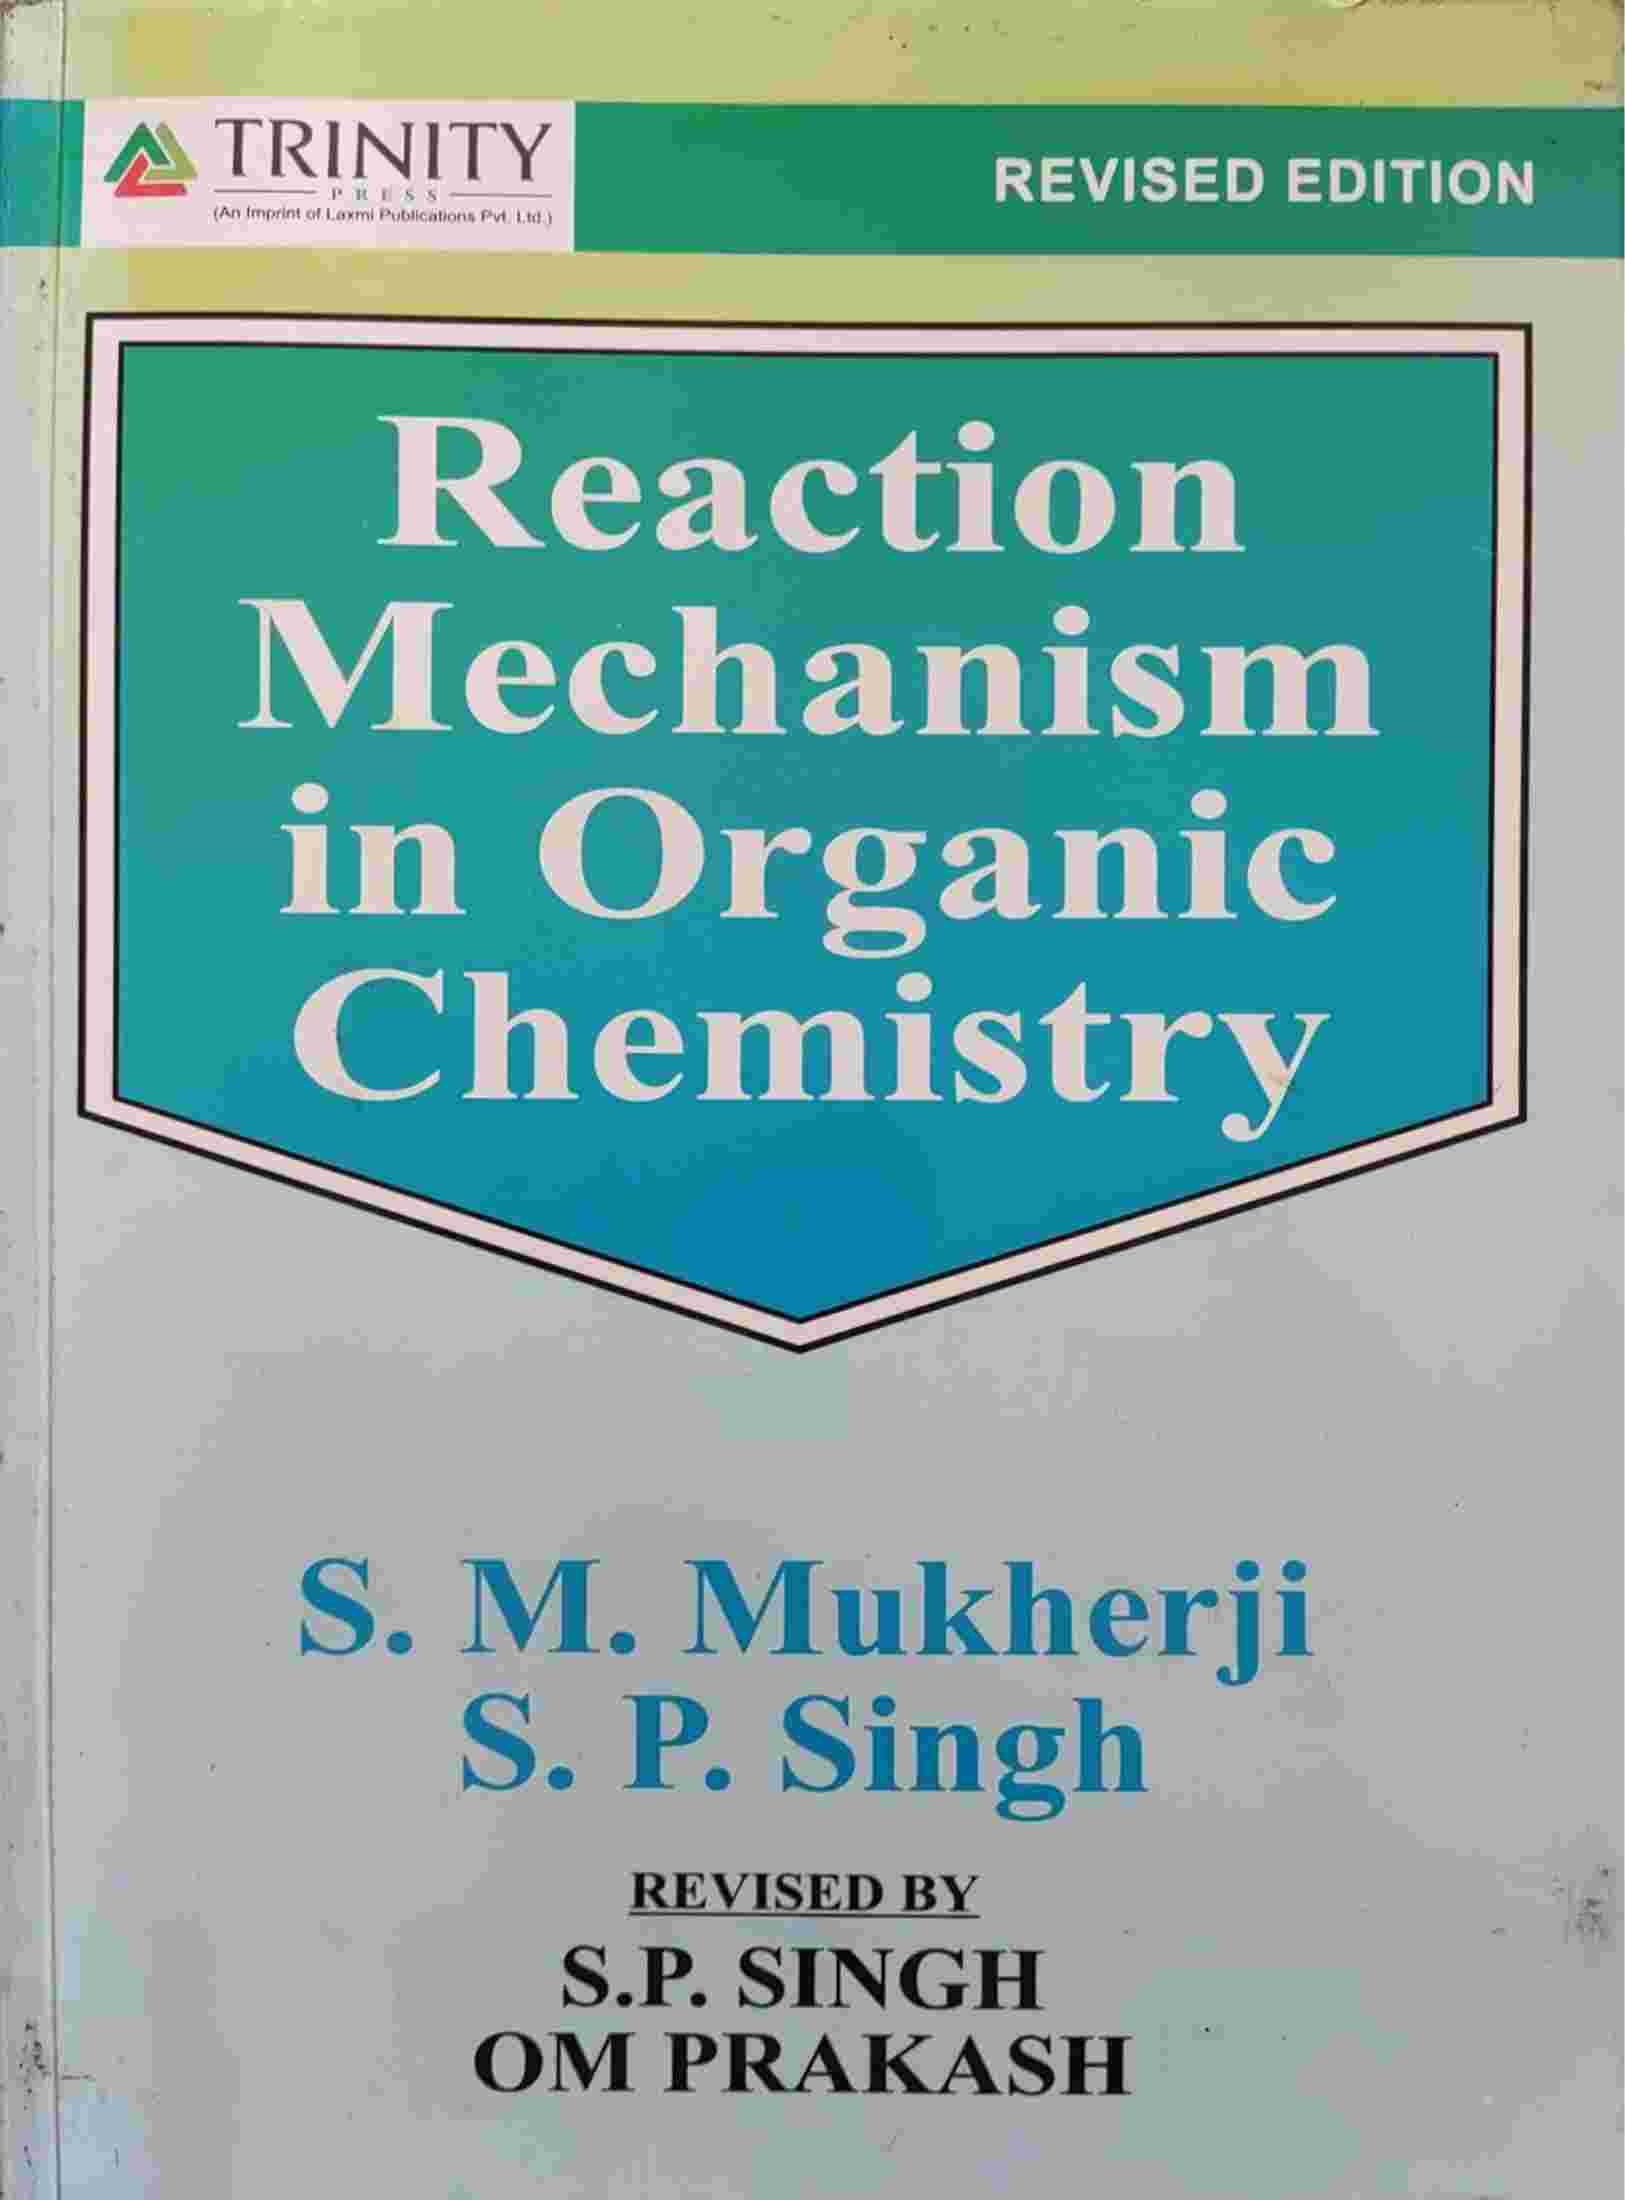 TRINITY
PRESS
(An Imprint of Laxmi Publications Pvt. Ltd.)
REVISED EDITION
Reaction
Mechanism
in Organic
Chemistry
S. M. Mukherji
S. P. Singh
REVISED BY
S.P. SINGH
OM PRAKASH